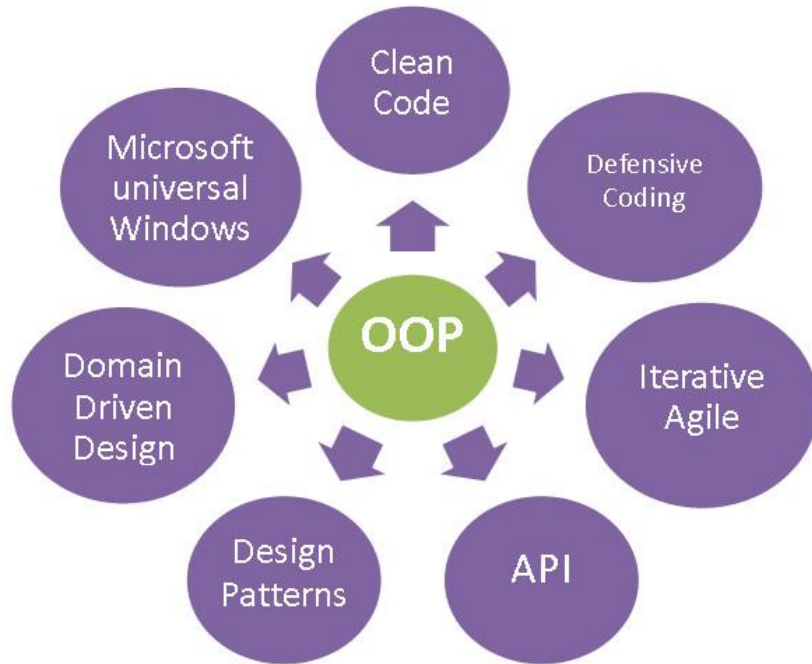 Clean
Code
Defensive
Coding
Iterative
Agile
API
Design
Patterns
Domain
Driven
Design
Microsoft
universal
Windows
OOP